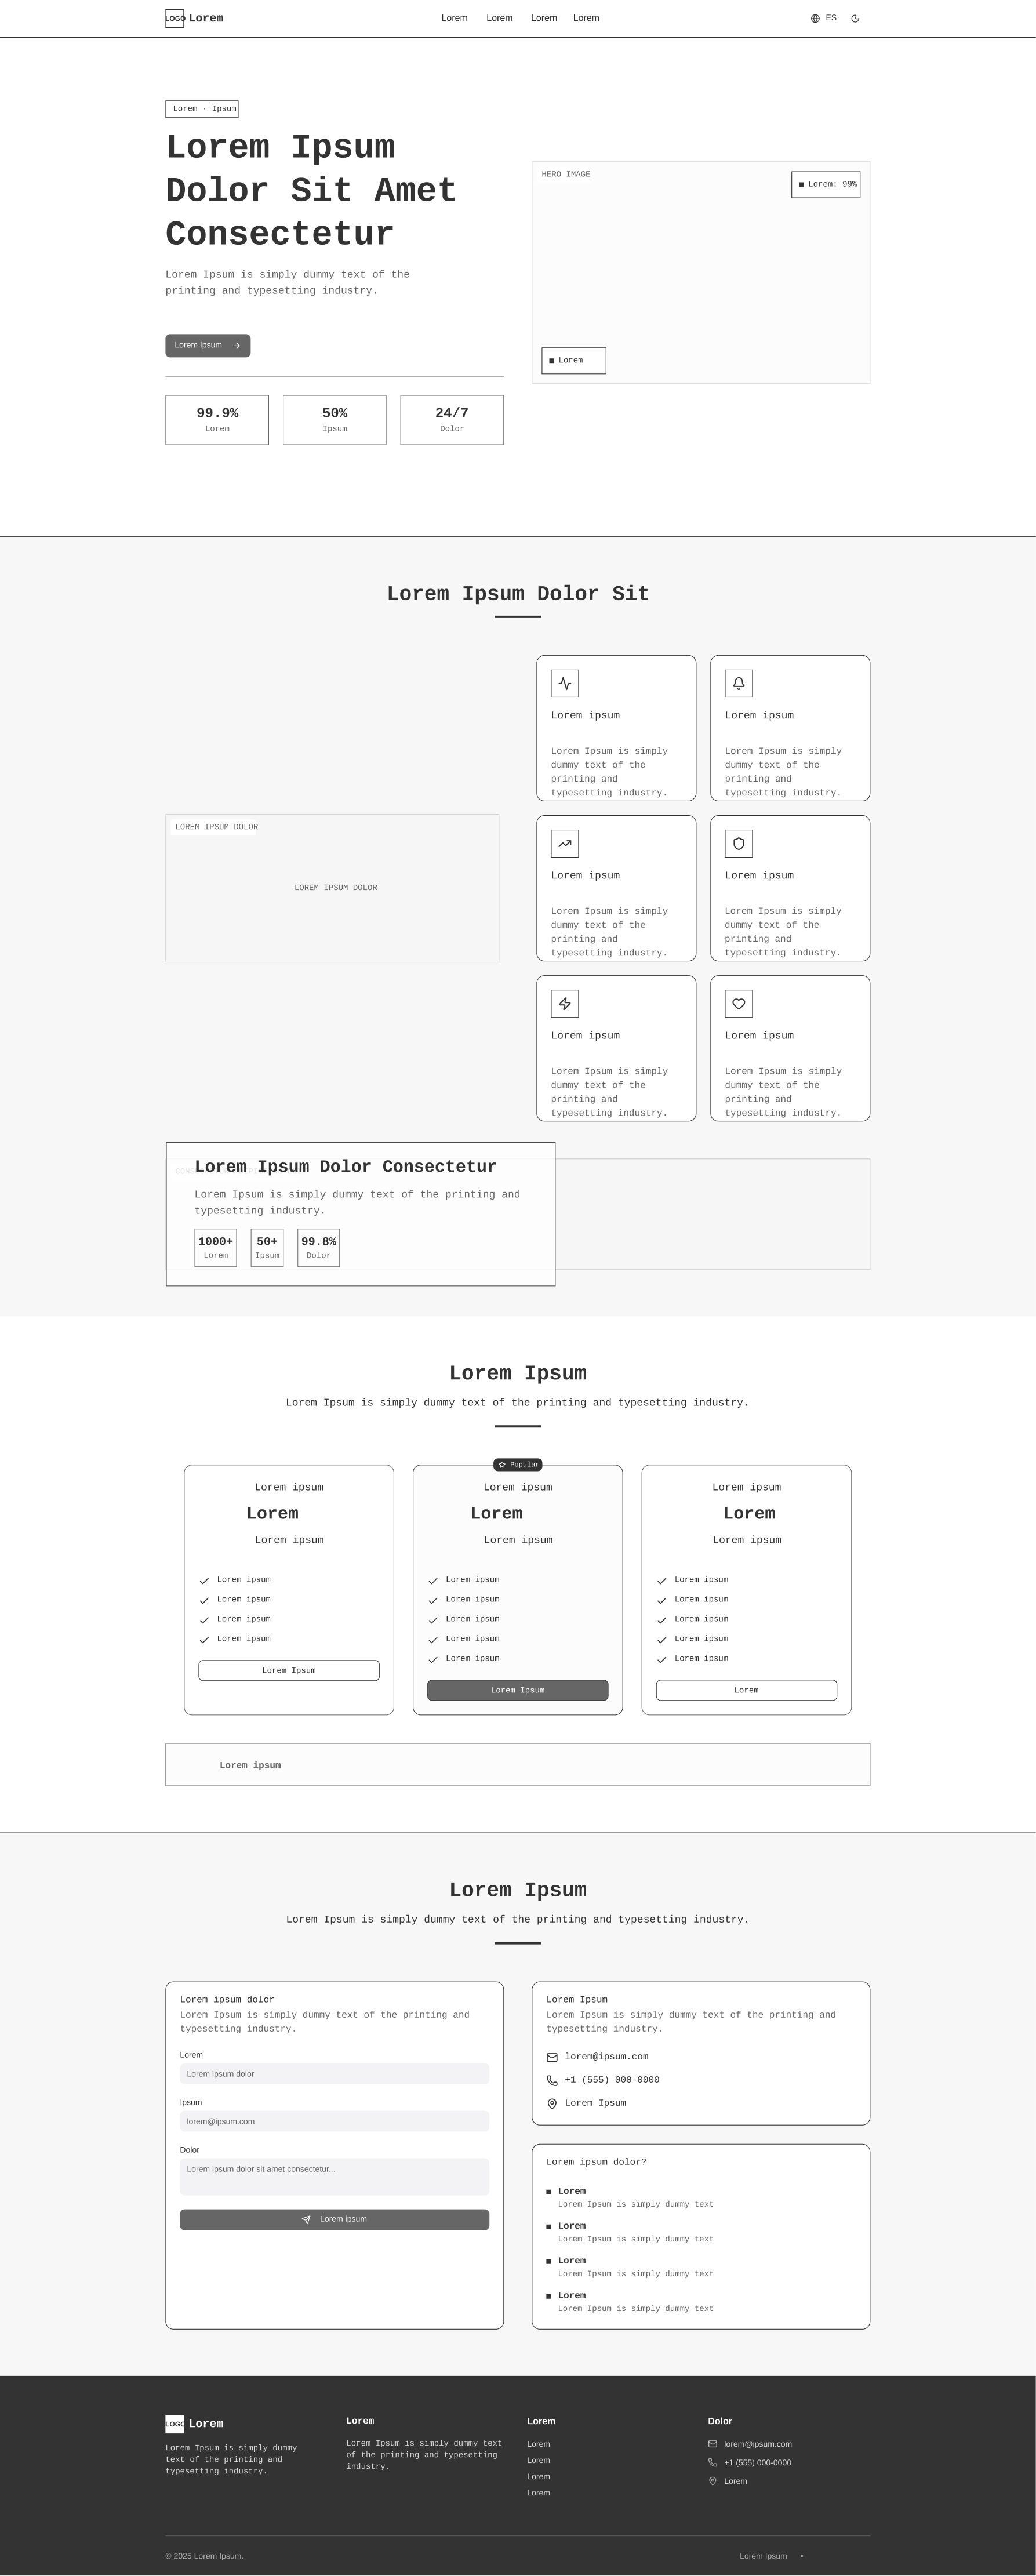 LOGO Lorem
Lorem Lorem Lorem Lorem
ES
Lorem · Ipsum
Lorem Ipsum
Dolor Sit Amet
Consectetur
Lorem Ipsum is simply dummy text of the
printing and typesetting industry.
Lorem Ipsum
99.9%
Lorem
50%
Ipsum
24/7
Dolor
HERO IMAGE
■ Lorem: 99%
■ Lorem
Lorem Ipsum Dolor Sit
LOREM IPSUM DOLOR
LOREM IPSUM DOLOR
Lorem ipsum
Lorem Ipsum is simply
dummy text of the
printing and
typesetting industry.
Lorem ipsum
Lorem Ipsum is simply
dummy text of the
printing and
typesetting industry.
Lorem ipsum
Lorem Ipsum is simply
dummy text of the
printing and
typesetting industry.
Lorem ipsum
Lorem Ipsum is simply
dummy text of the
printing and
typesetting industry.
Lorem ipsum
Lorem Ipsum is simply
dummy text of the
printing and
typesetting industry.
Lorem ipsum
Lorem Ipsum is simply
dummy text of the
printing and
typesetting industry.
Lorem Ipsum Dolor Consectetur
Lorem Ipsum is simply dummy text of the printing and
typesetting industry.
1000+
Lorem
50+
Ipsum
99.8%
Dolor
Lorem Ipsum
Lorem Ipsum is simply dummy text of the printing and typesetting industry.
Lorem ipsum
Lorem
Lorem ipsum
Lorem ipsum
Lorem ipsum
Lorem ipsum
Lorem ipsum
Lorem Ipsum
Popular
Lorem ipsum
Lorem
Lorem ipsum
Lorem ipsum
Lorem ipsum
Lorem ipsum
Lorem ipsum
Lorem ipsum
Lorem Ipsum
Lorem ipsum
Lorem
Lorem ipsum
Lorem ipsum
Lorem ipsum
Lorem ipsum
Lorem ipsum
Lorem ipsum
Lorem
Lorem ipsum
Lorem Ipsum
Lorem Ipsum is simply dummy text of the printing and typesetting industry.
Lorem ipsum dolor
Lorem Ipsum is simply dummy text of the printing and
typesetting industry.
Lorem
Lorem ipsum dolor
Ipsum
lorem@ipsum.com
Dolor
Lorem ipsum dolor sit amet consectetur...
Lorem ipsum
Lorem Ipsum
Lorem Ipsum is simply dummy text of the printing and
typesetting industry.
lorem@ipsum.com
+1 (555) 000-0000
Lorem Ipsum
Lorem ipsum dolor?
■ Lorem
Lorem Ipsum is simply dummy text
■ Lorem
Lorem Ipsum is simply dummy text
■ Lorem
Lorem Ipsum is simply dummy text
■ Lorem
Lorem Ipsum is simply dummy text
LOGO Lorem
Lorem Ipsum is simply dummy
text of the printing and
typesetting industry.
Lorem
Lorem Ipsum is simply dummy text
of the printing and typesetting
industry.
Lorem
Lorem
Lorem
Lorem
Lorem
Dolor
lorem@ipsum.com
+1 (555) 000-0000
Lorem
© 2025 Lorem Ipsum.
Lorem Ipsum •